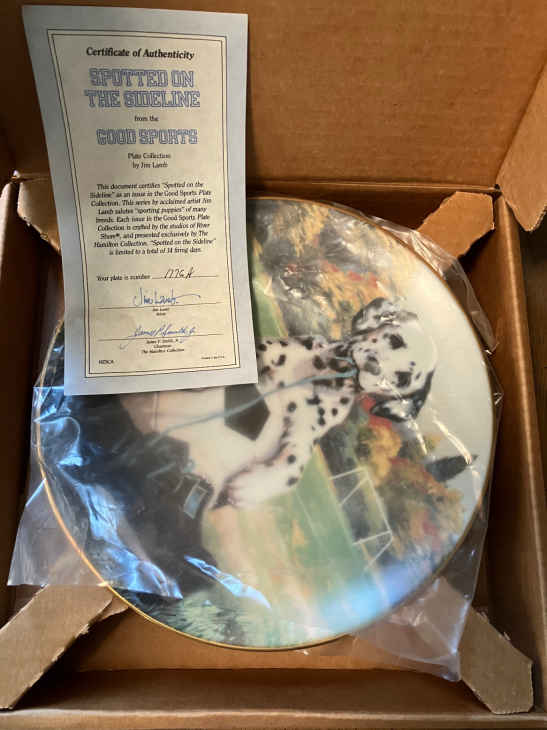 Certificate of Authenticity
SPOTTED ON
THE SIDELINE
from the
GOOD SPORTS
Plate Collection
by Jim Lamb
This document certifies "Spotted on the
Sideline" as an issue in the Good Sports Plate
Collection. This series by acclaimed artist Jim
Lamb salutes "sporting puppies" of many
breeds. Each issue in the Good Sports Plate
Collection is crafted by the studios of River
Shore®, and presented exclusively by The
Hamilton Collection. "Spotted on the Sideline"
is limited to a total of 14 firing days.
Your plate is number 1776A
Jim Lamb
Jim Lamb
Artist
James P. Smith, Jr.
James P. Smith, Jr.
Chairman
The Hamilton Collection